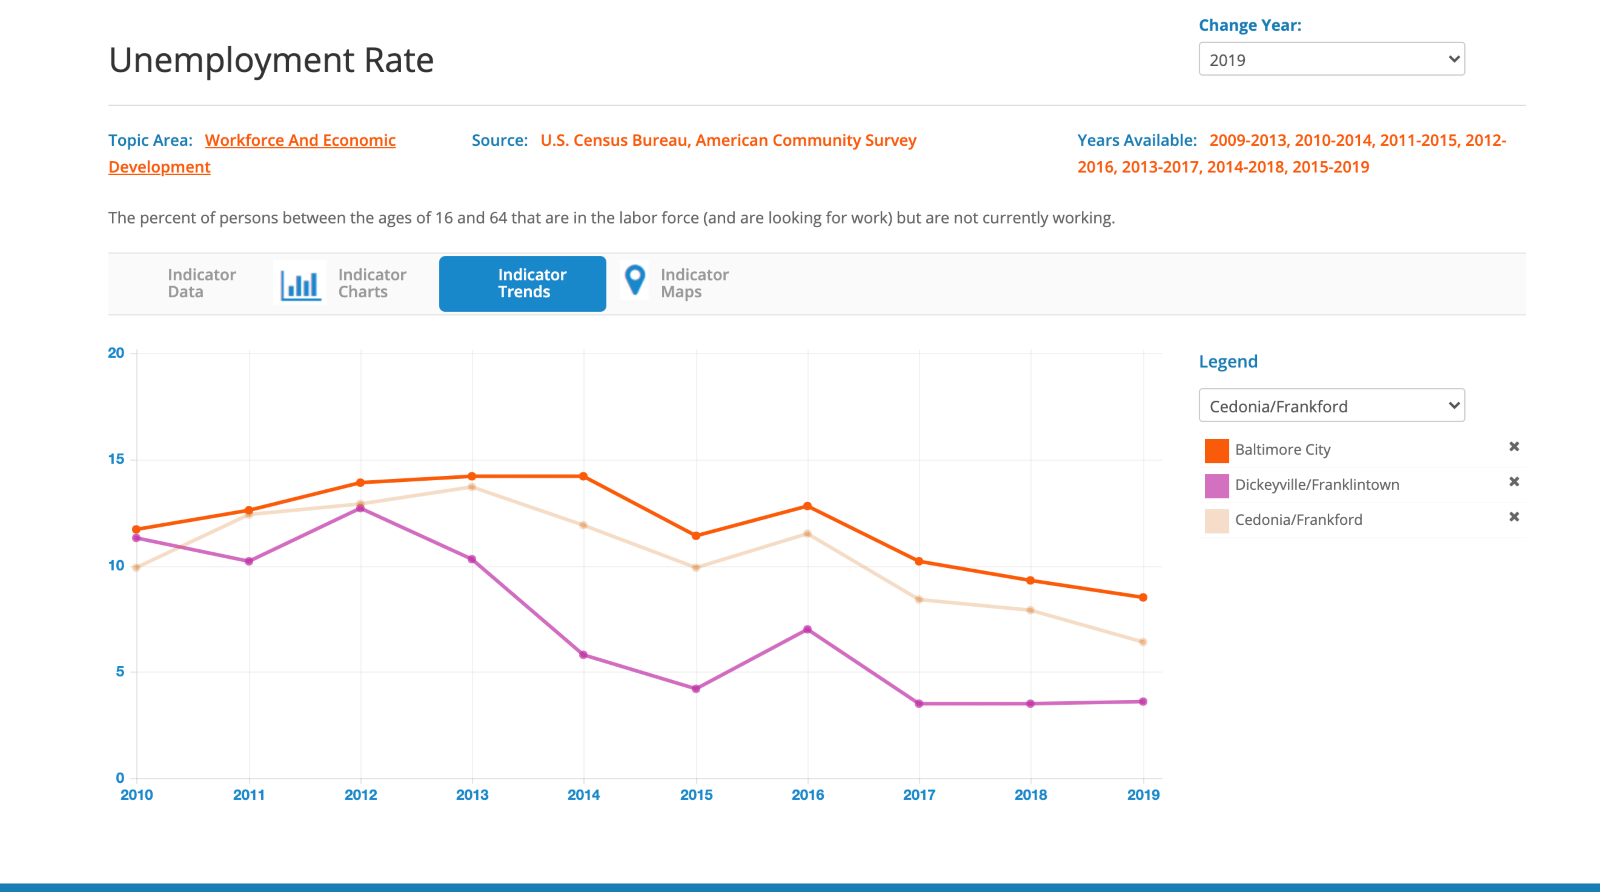 Change Year:
Unemployment Rate
2019
Topic Area: Workforce And Economic
Development
Source: U.S. Census Bureau, American Community Survey
Years Available: 2009-2013, 2010-2014, 2011-2015, 2012-
2016, 2013-2017, 2014-2018, 2015-2019
The percent of persons between the ages of 16 and 64 that are in the labor force (and are looking for work) but are not currently working.
Indicator
Data
Indicator
Charts
Indicator
Trends
Indicator
Maps
20
15
10
5
0
2010 2011 2012 2013 2014 2015 2016 2017 2018 2019
Legend
Cedonia/Frankford
Baltimore City
Dickeyville/Franklintown
Cedonia/Frankford